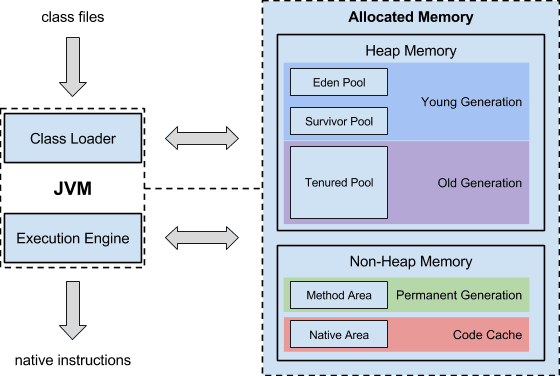 class files
Class Loader
JVM
Execution Engine
native instructions
Allocated Memory
Heap Memory
Eden Pool
Survivor Pool
Young Generation
Tenured Pool
Old Generation
Non-Heap Memory
Method Area
Permanent Generation
Native Area
Code Cache